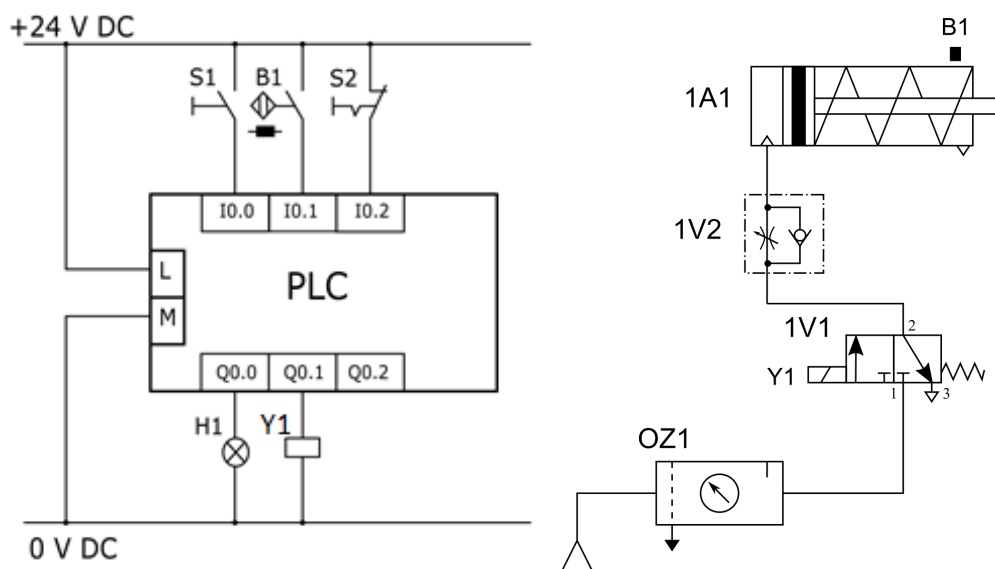 +24 V DC
S1 B1 S2
I0.0 I0.1 I0.2
L
PLC
M
Q0.0 Q0.1 Q0.2
H1 Y1
0 V DC
B1
1A1
1V2
1V1 2
Y1
1 3
OZ1